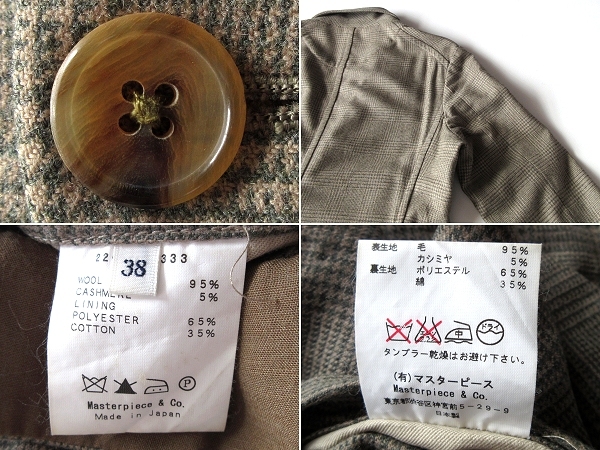 22 333
38
WOOL 95%
CASHMERE 5%
LINING
POLYESTER 65%
COTTON 35%
P
Masterpiece & Co.
Made in Japan
表生地 毛 95%
カシミヤ 5%
裏生地 ポリエステル 65%
綿 35%
中 ドライ
タンブラー乾燥はお避け下さい。
(有)マスターピース
Masterpiece & Co.
東京都渋谷区神宮前5-29-9
日本製